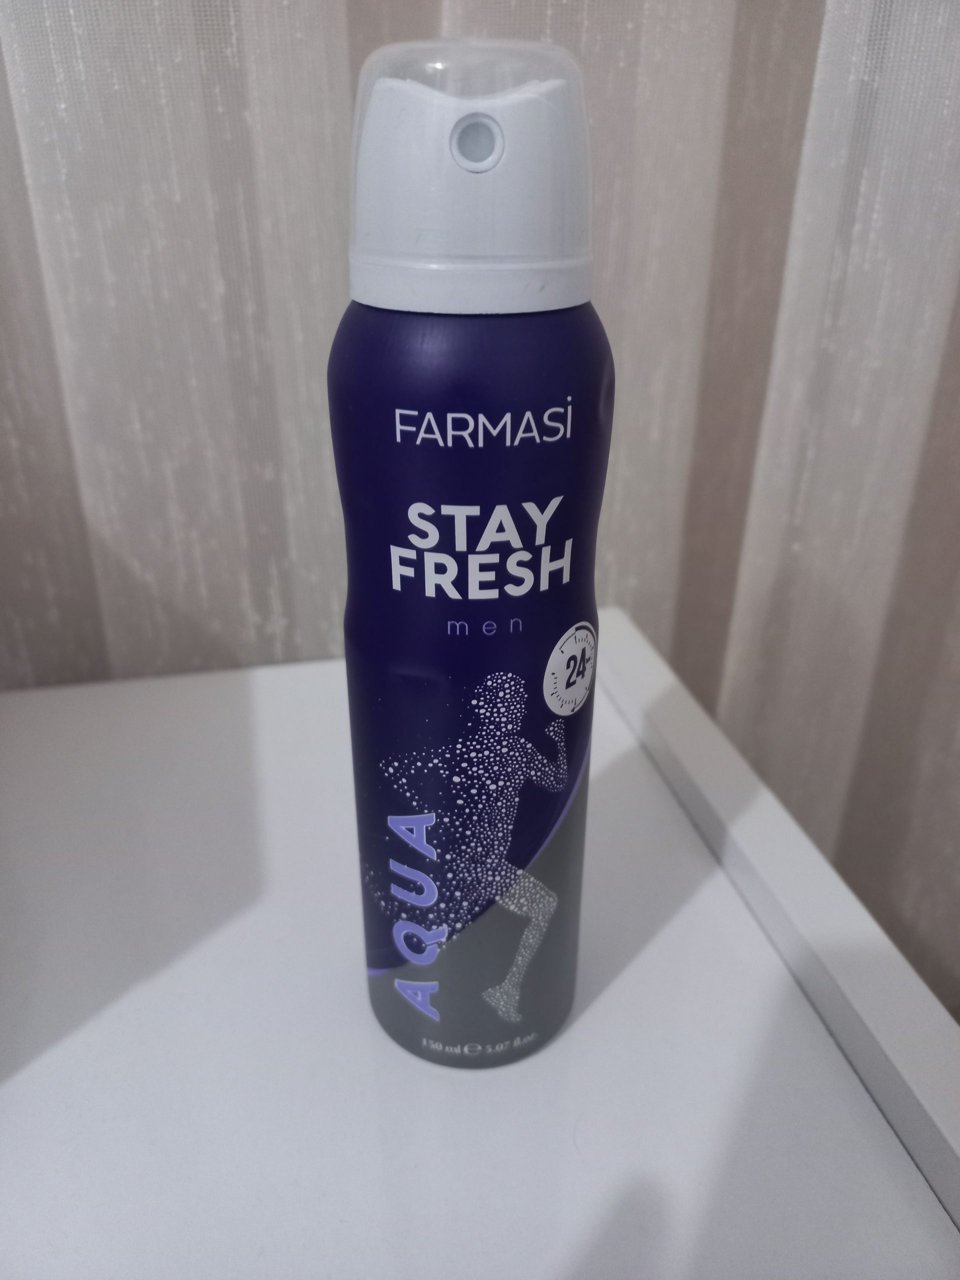 FARMASİ
STAY
FRESH
men
24
AQUA
150 ml ℮ 5.07 fl.oz.